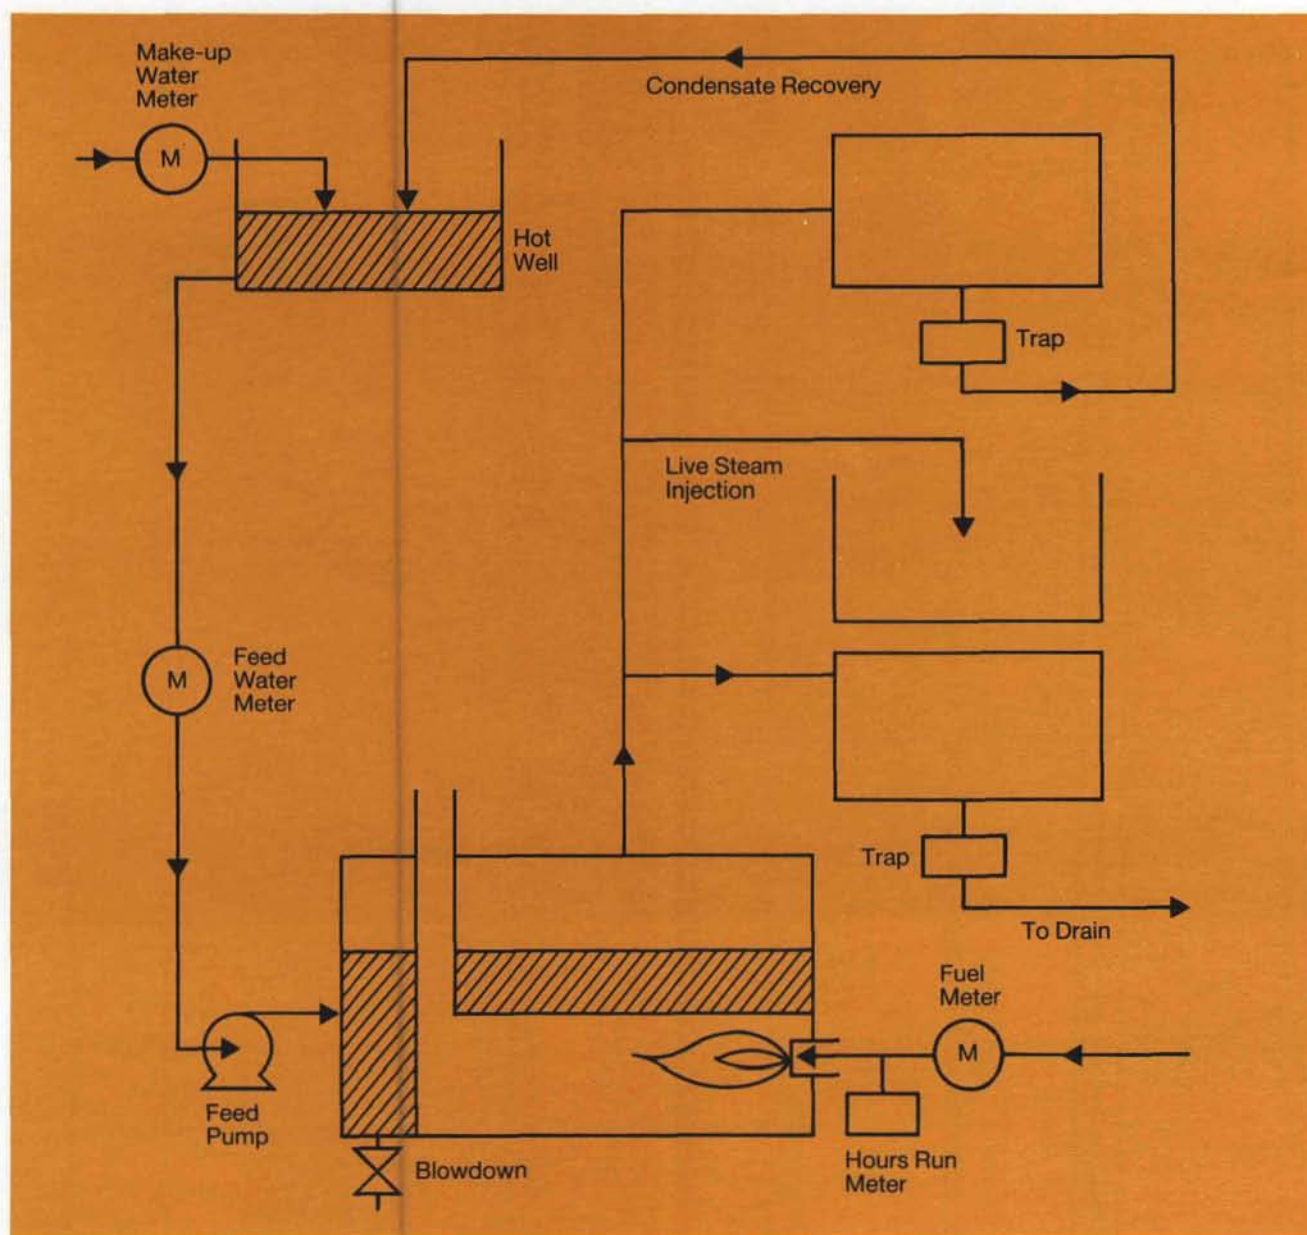 Make-up
Water
Meter
M
Condensate Recovery
Hot
Well
Trap
Live Steam
Injection
M
Feed
Water
Meter
Trap
To Drain
Fuel
Meter
M
Feed
Pump
Blowdown
Hours Run
Meter